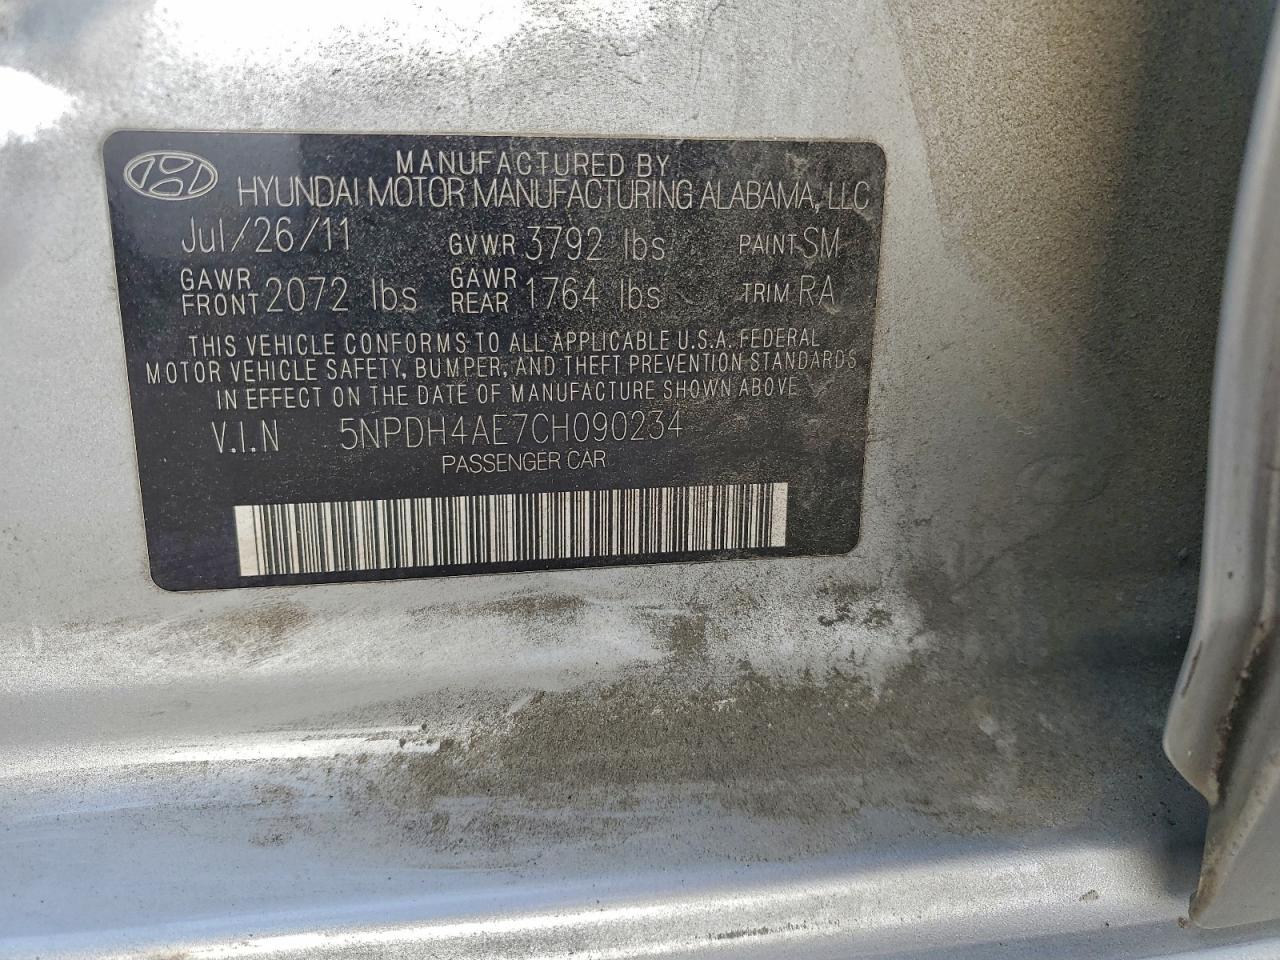 MANUFACTURED BY
HYUNDAI MOTOR MANUFACTURING ALABAMA, LLC
Jul/26/11 GVWR 3792 lbs PAINT SM
GAWR FRONT 2072 lbs GAWR REAR 1764 lbs TRIM RA
THIS VEHICLE CONFORMS TO ALL APPLICABLE U.S.A. FEDERAL
MOTOR VEHICLE SAFETY, BUMPER, AND THEFT PREVENTION STANDARDS
IN EFFECT ON THE DATE OF MANUFACTURE SHOWN ABOVE
V.I.N 5NPDH4AE7CH090234
PASSENGER CAR